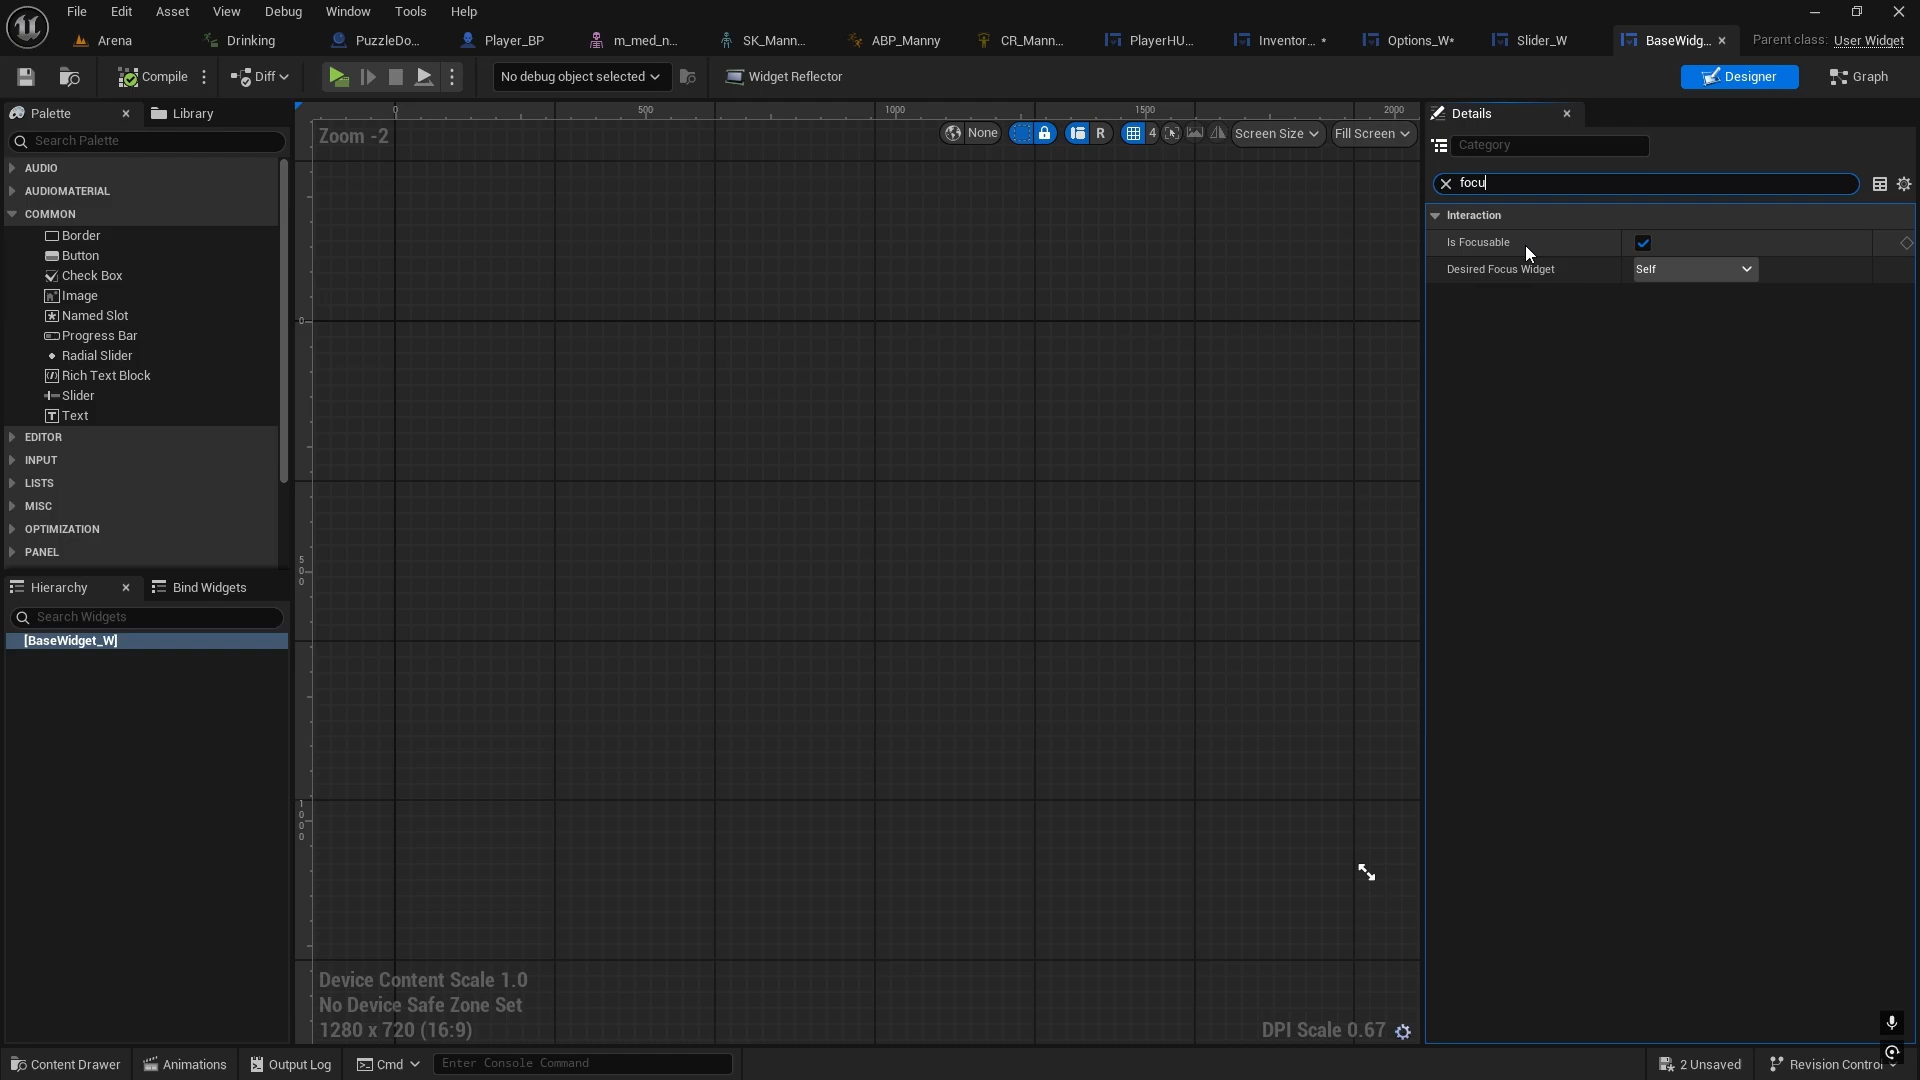 File Edit Asset View Debug Window Tools Help
Arena Drinking PuzzleDo... Player_BP m_med_n... SK_Mann... ABP_Manny CR_Mann... PlayerHU... Inventor... * Options_W* Slider_W BaseWidg... Parent class: User Widget
Compile Diff No debug object selected Widget Reflector Designer Graph
Palette Library
Search Palette
AUDIO
AUDIOMATERIAL
COMMON
Border
Button
Check Box
Image
Named Slot
Progress Bar
Radial Slider
Rich Text Block
Slider
Text
EDITOR
INPUT
LISTS
MISC
OPTIMIZATION
PANEL
Hierarchy Bind Widgets
Search Widgets
[BaseWidget_W]
0 500 1000 1500 2000
Zoom -2
None R 4 Screen Size Fill Screen
0
500
1000
Device Content Scale 1.0
No Device Safe Zone Set
1280 x 720 (16:9)
DPI Scale 0.67
Details
Category
focu
Interaction
Is Focusable
Desired Focus Widget Self
Content Drawer Animations Output Log Cmd Enter Console Command 2 Unsaved Revision Control